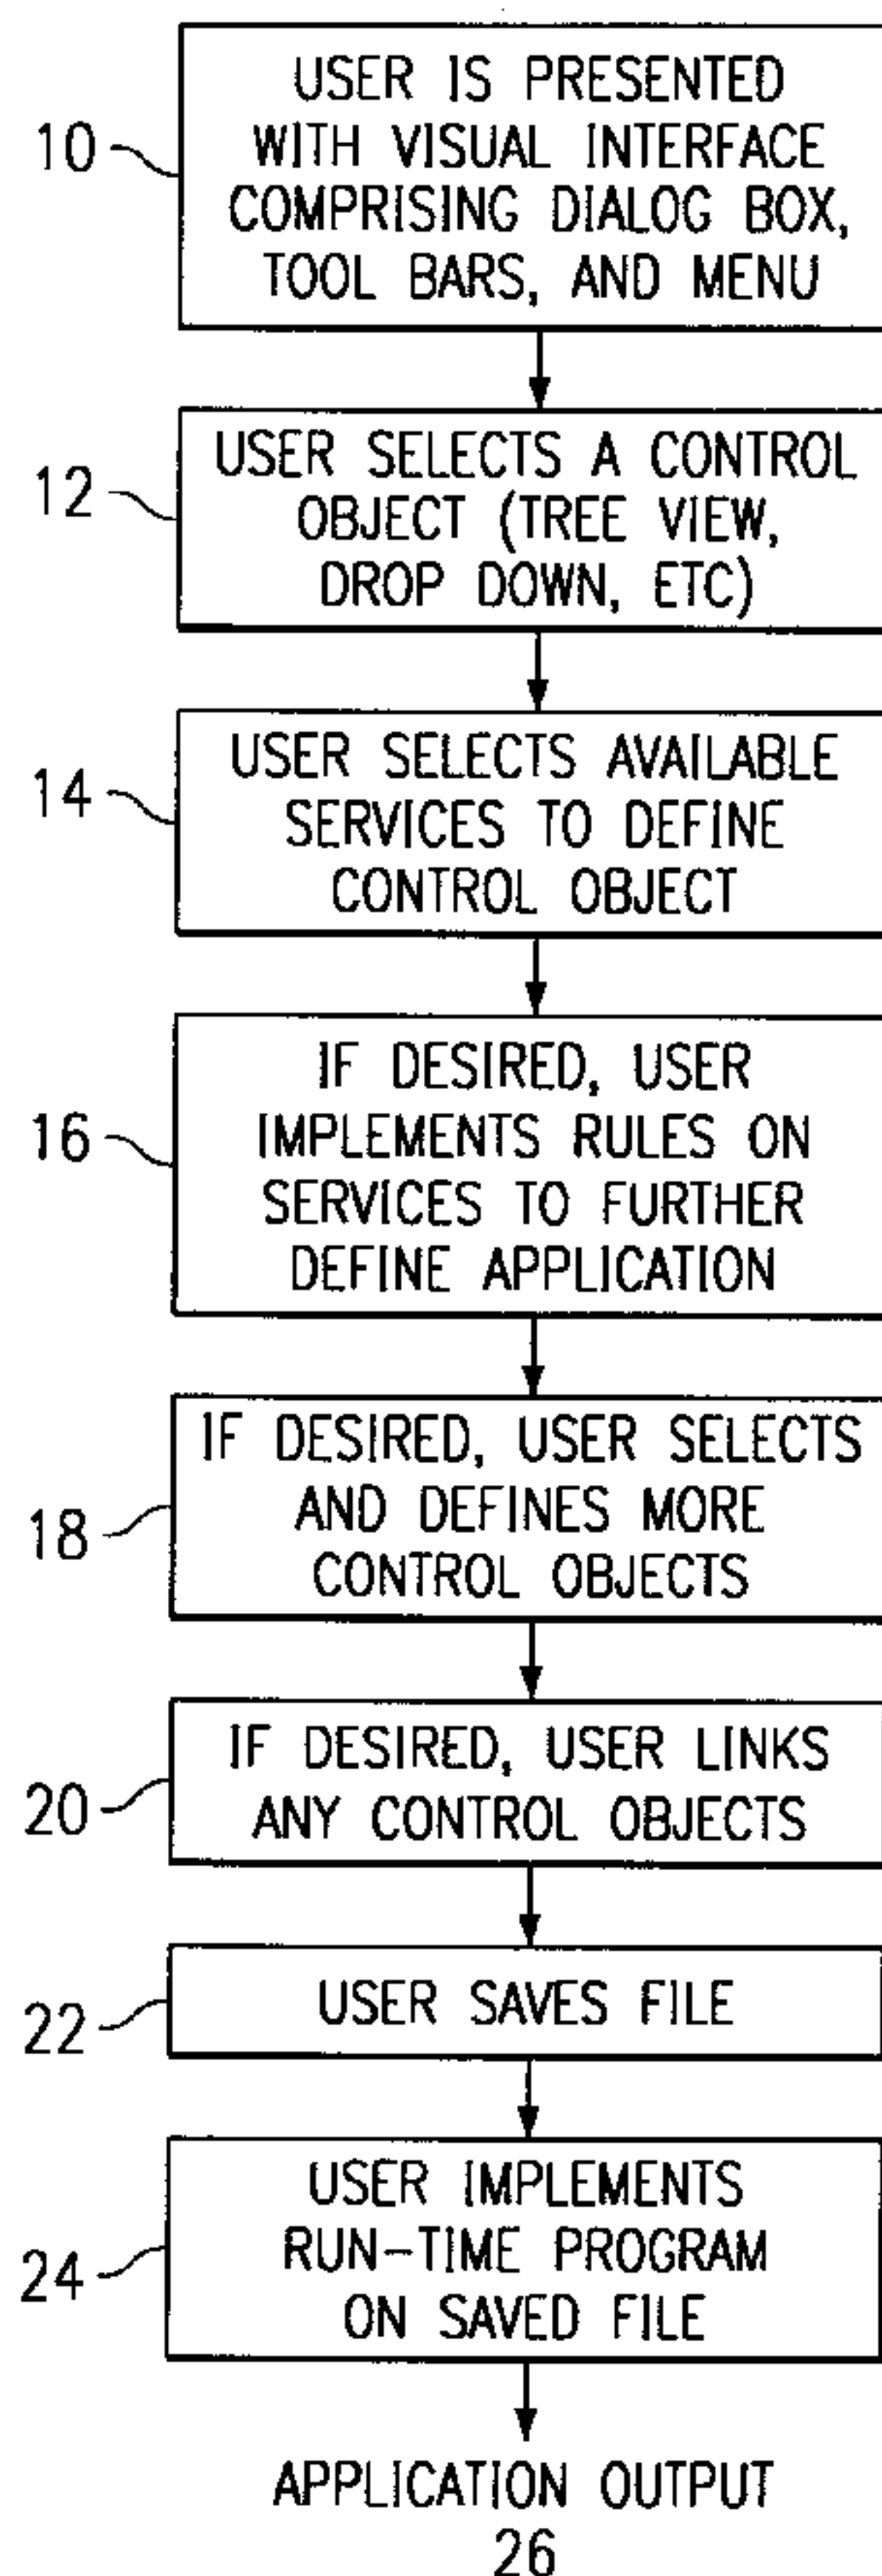 USER IS PRESENTED
10 WITH VISUAL INTERFACE
COMPRISING DIALOG BOX,
TOOL BARS, AND MENU
USER SELECTS A CONTROL
12 OBJECT (TREE VIEW,
DROP DOWN, ETC)
USER SELECTS AVAILABLE
14 SERVICES TO DEFINE
CONTROL OBJECT
IF DESIRED, USER
16 IMPLEMENTS RULES ON
SERVICES TO FURTHER
DEFINE APPLICATION
IF DESIRED, USER SELECTS
AND DEFINES MORE
18 CONTROL OBJECTS
IF DESIRED, USER LINKS
20 ANY CONTROL OBJECTS
22 USER SAVES FILE
USER IMPLEMENTS
24 RUN-TIME PROGRAM
ON SAVED FILE
APPLICATION OUTPUT
26